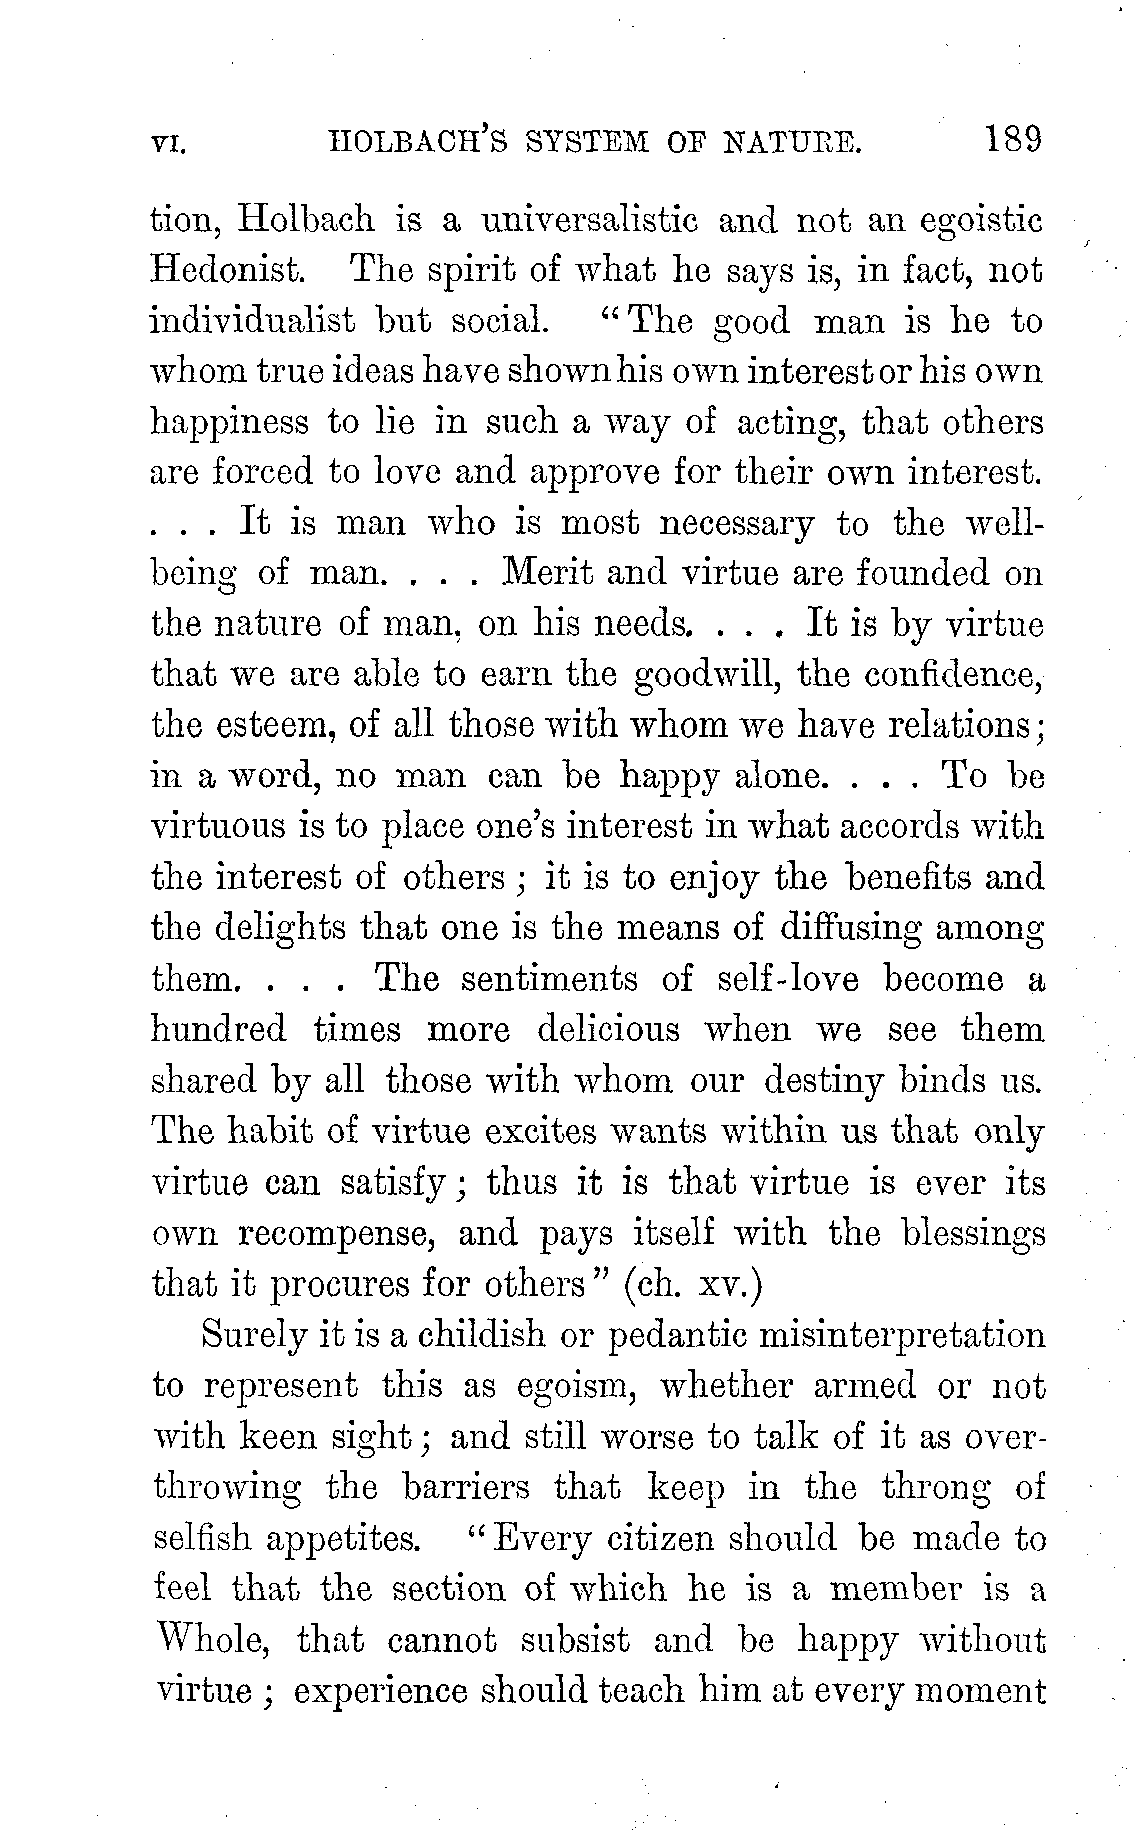 VI. HOLBACH'S SYSTEM OF NATURE. 189
tion, Holbach is a universalistic and not an egoistic
Hedonist. The spirit of what he says is, in fact, not
individualist but social. "The good man is he to
whom true ideas have shown his own interest or his own
happiness to lie in such a way of acting, that others
are forced to love and approve for their own interest.
. . . It is man who is most necessary to the well-
being of man. . . . Merit and virtue are founded on
the nature of man, on his needs. . . . It is by virtue
that we are able to earn the goodwill, the confidence,
the esteem, of all those with whom we have relations;
in a word, no man can be happy alone. . . . To be
virtuous is to place one's interest in what accords with
the interest of others; it is to enjoy the benefits and
the delights that one is the means of diffusing among
them. . . . The sentiments of self-love become a
hundred times more delicious when we see them
shared by all those with whom our destiny binds us.
The habit of virtue excites wants within us that only
virtue can satisfy; thus it is that virtue is ever its
own recompense, and pays itself with the blessings
that it procures for others" (ch. xv.)
Surely it is a childish or pedantic misinterpretation
to represent this as egoism, whether armed or not
with keen sight; and still worse to talk of it as over-
throwing the barriers that keep in the throng of
selfish appetites. "Every citizen should be made to
feel that the section of which he is a member is a
Whole, that cannot subsist and be happy without
virtue; experience should teach him at every moment